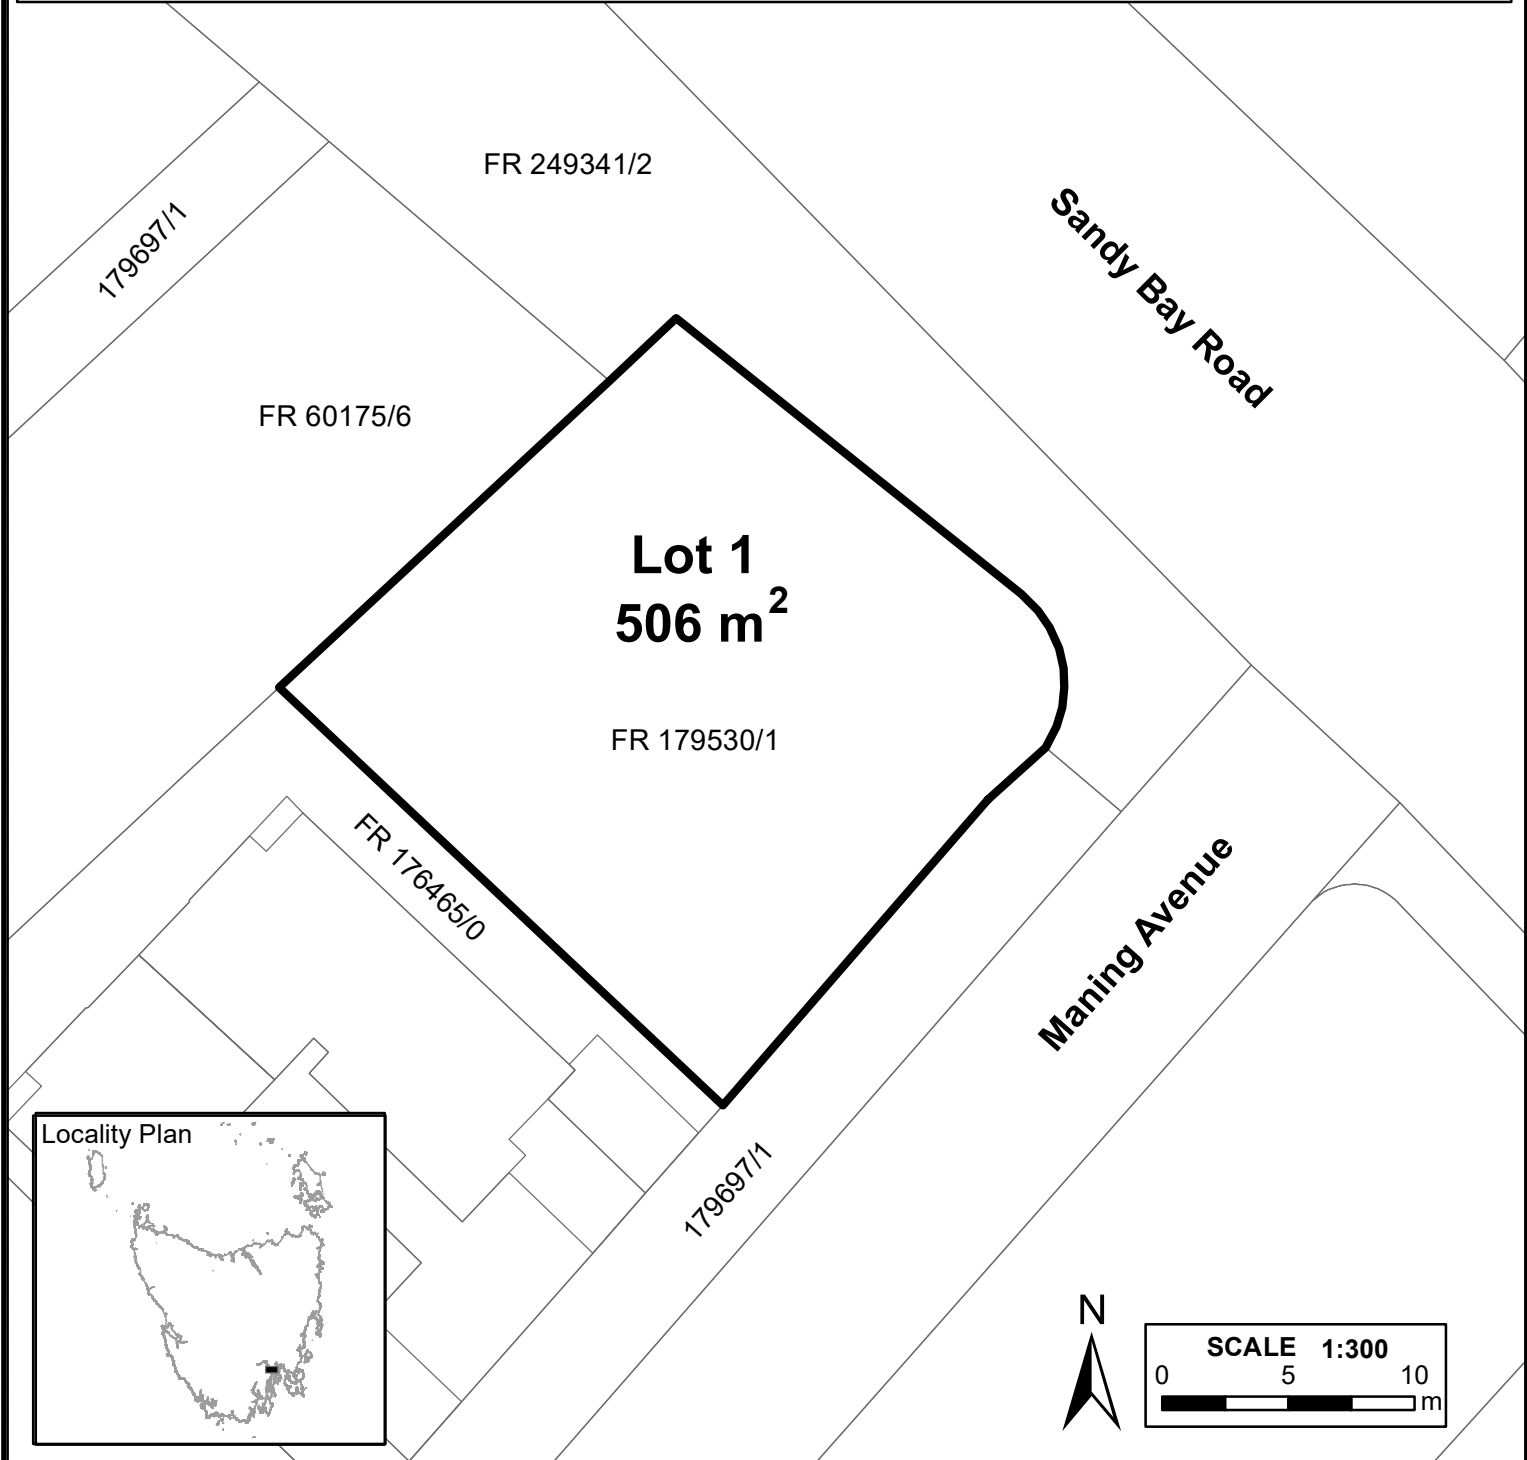 FR 249341/2
Sandy Bay Road
179697/1
FR 60175/6
Lot 1
506 m²
FR 179530/1
FR 176465/0
Maning Avenue
Locality Plan
179697/1
N
SCALE 1:300
0 5 10
m